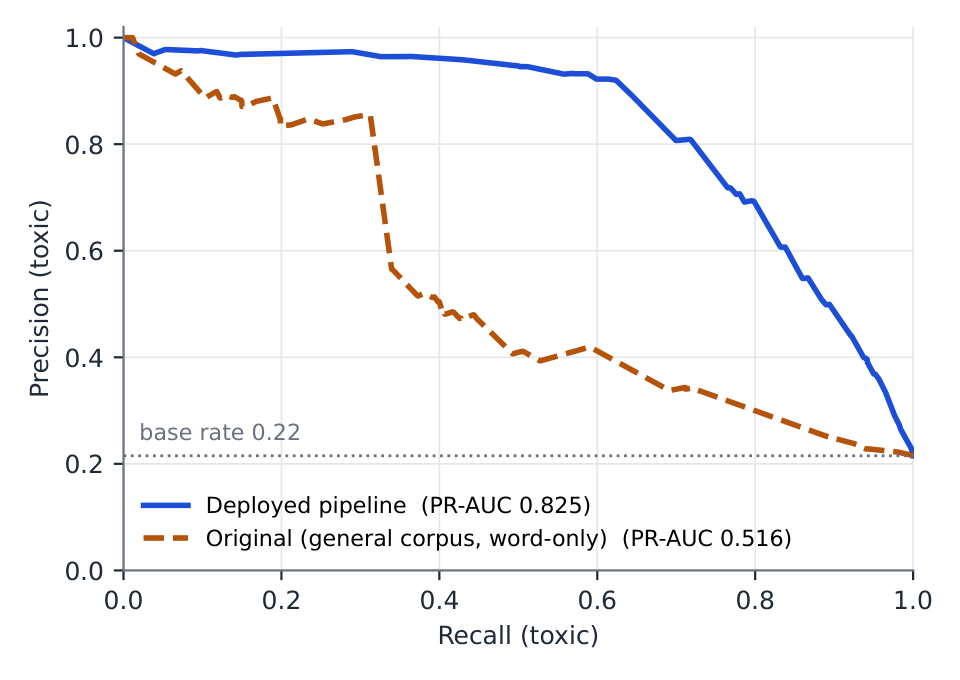 1.0
0.8
0.6
0.4
0.2
0.0
Precision (toxic)
base rate 0.22
Deployed pipeline (PR-AUC 0.825)
Original (general corpus, word-only) (PR-AUC 0.516)
0.0 0.2 0.4 0.6 0.8 1.0
Recall (toxic)